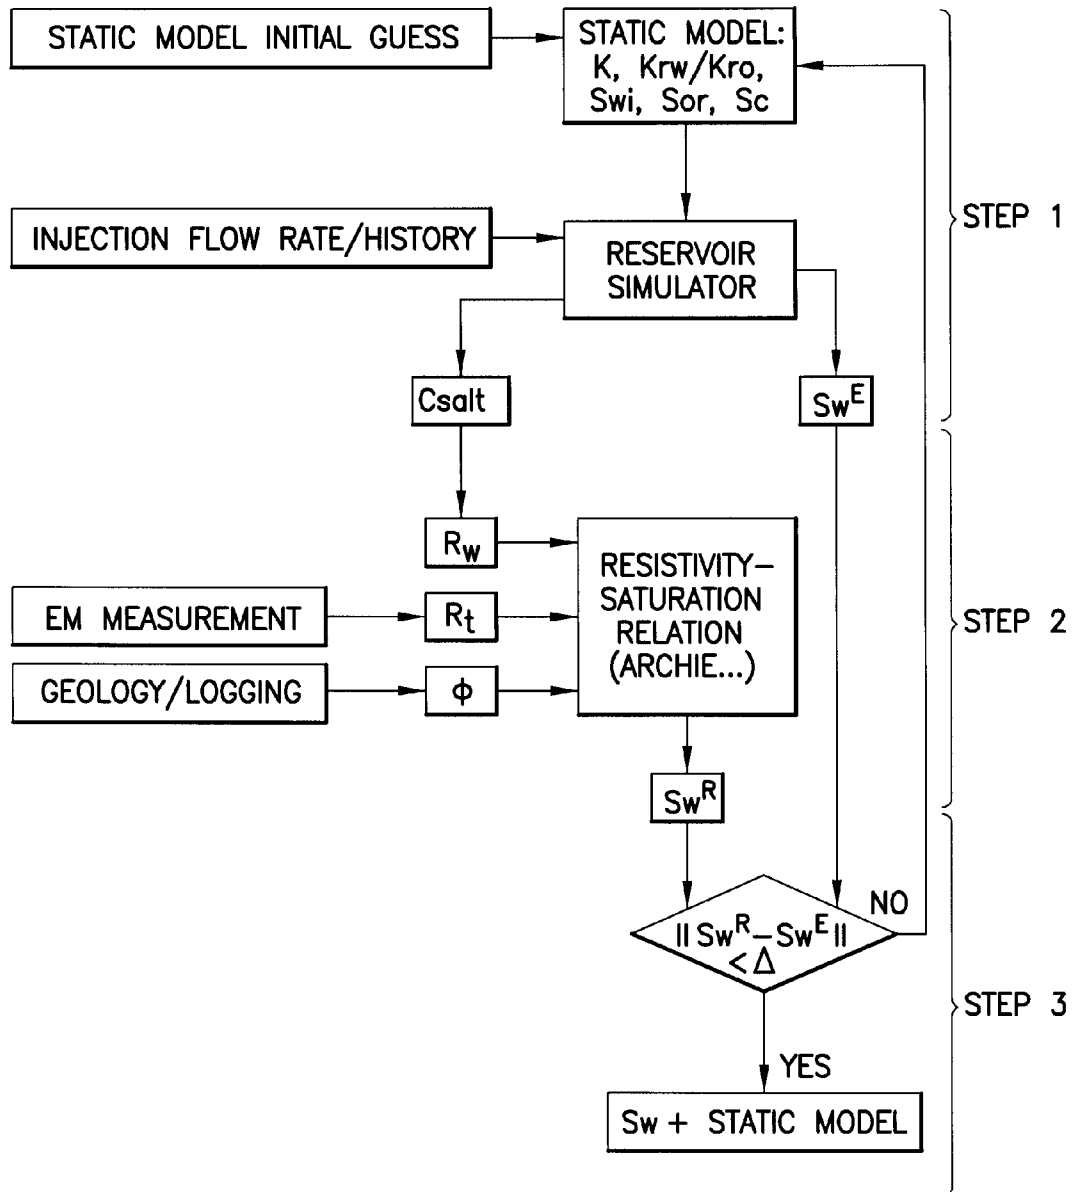 STATIC MODEL INITIAL GUESS
STATIC MODEL:
K, Krw/Kro,
Swi, Sor, Sc
STEP 1
INJECTION FLOW RATE/HISTORY
RESERVOIR
SIMULATOR
Csalt
Sw^E
R_w
RESISTIVITY-
SATURATION
RELATION
(ARCHIE...)
EM MEASUREMENT
R_t
STEP 2
GEOLOGY/LOGGING
Φ
Sw^R
NO
|| Sw^R - Sw^E ||
< Δ
STEP 3
YES
Sw + STATIC MODEL